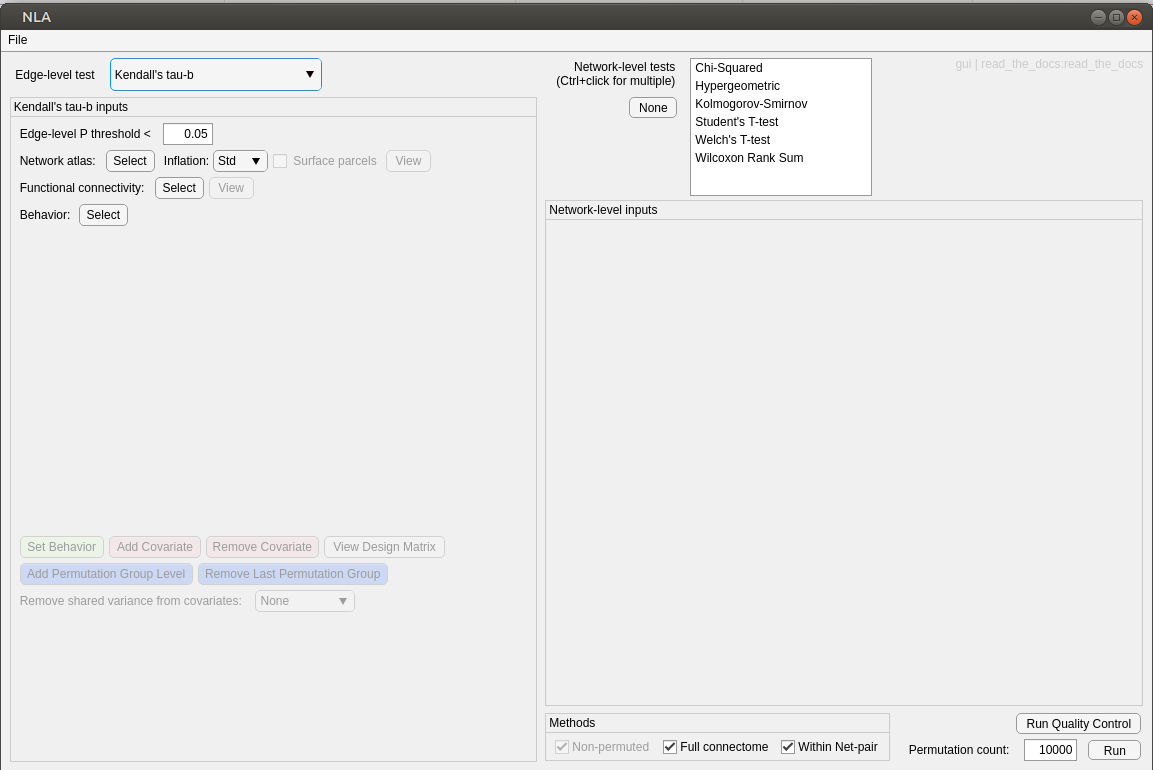 NLA
File
Edge-level test Kendall's tau-b
Kendall's tau-b inputs
Edge-level P threshold < 0.05
Network atlas: Select Inflation: Std Surface parcels View
Functional connectivity: Select View
Behavior: Select
Set Behavior Add Covariate Remove Covariate View Design Matrix
Add Permutation Group Level Remove Last Permutation Group
Remove shared variance from covariates: None
Network-level tests
(Ctrl+click for multiple)
None
Chi-Squared
Hypergeometric
Kolmogorov-Smirnov
Student's T-test
Welch's T-test
Wilcoxon Rank Sum
gui | read_the_docs:read_the_docs
Network-level inputs
Methods
Non-permuted Full connectome Within Net-pair
Run Quality Control
Permutation count: 10000 Run